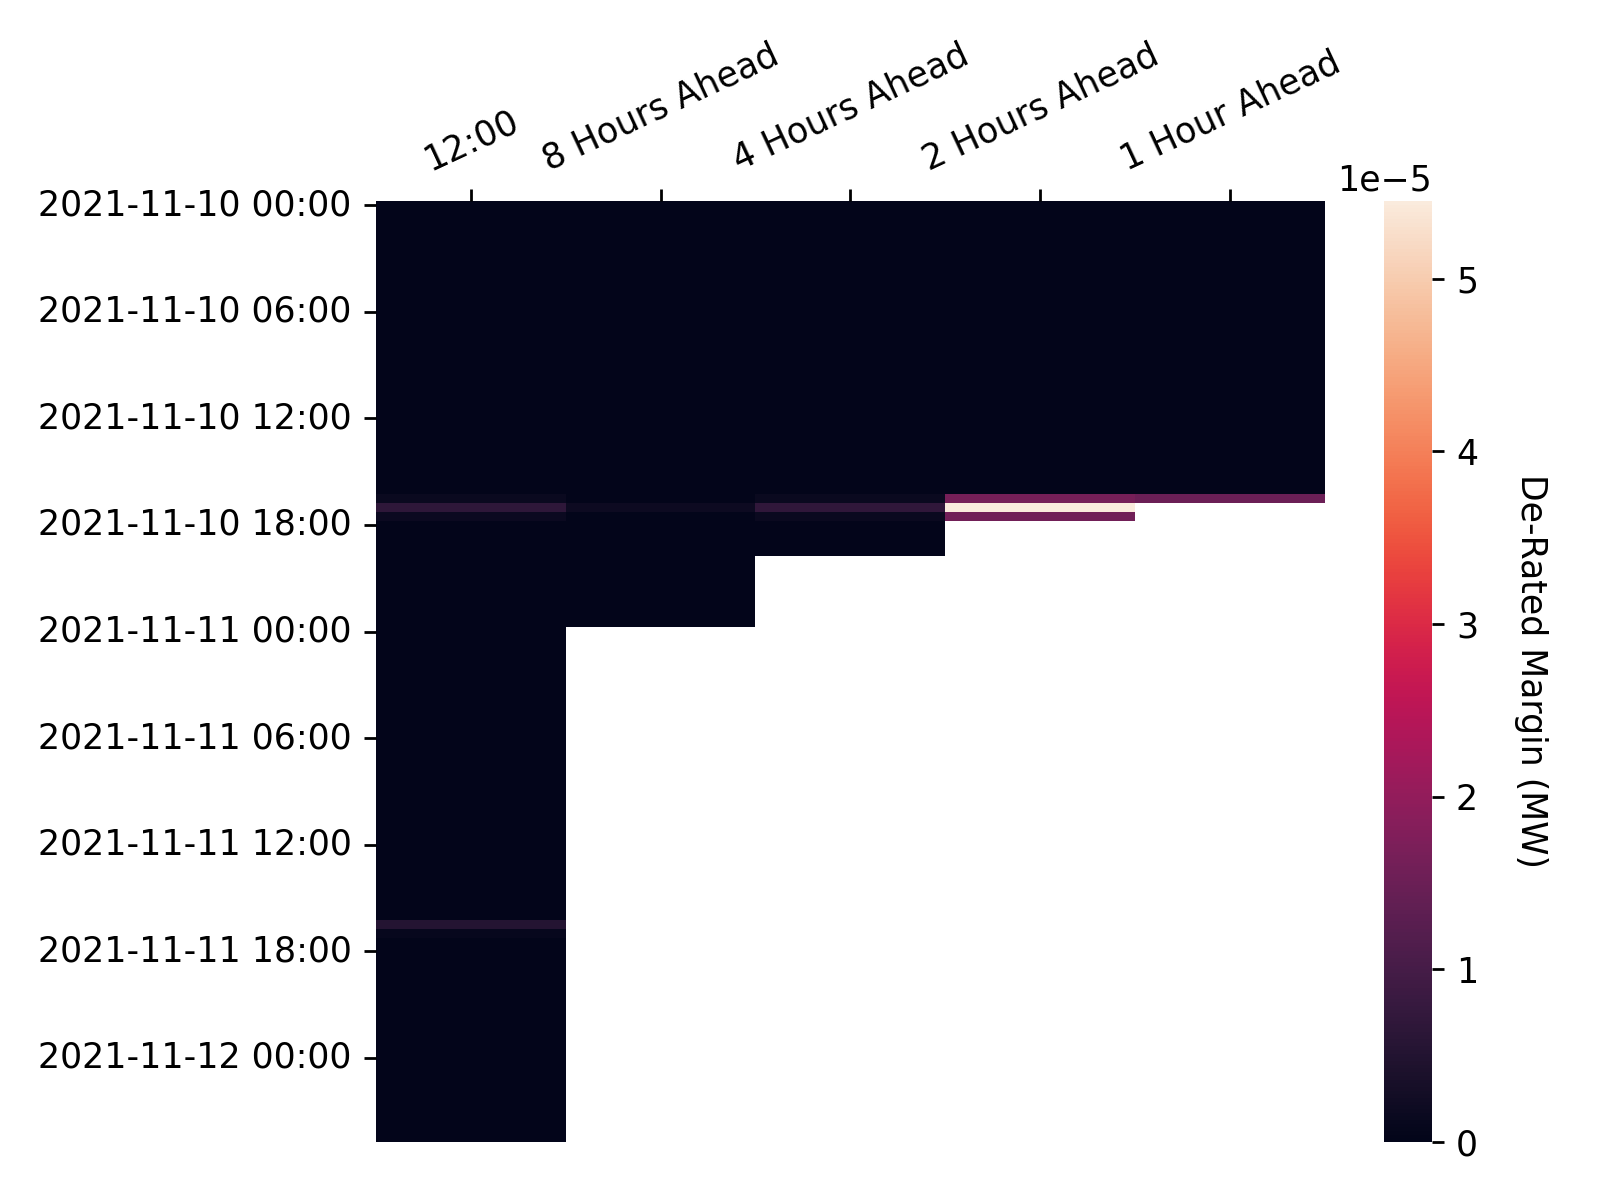 12:00
8 Hours Ahead
4 Hours Ahead
2 Hours Ahead
1 Hour Ahead
1e−5
2021-11-10 00:00
2021-11-10 06:00
2021-11-10 12:00
2021-11-10 18:00
2021-11-11 00:00
2021-11-11 06:00
2021-11-11 12:00
2021-11-11 18:00
2021-11-12 00:00
5
4
3
2
1
0
De-Rated Margin (MW)